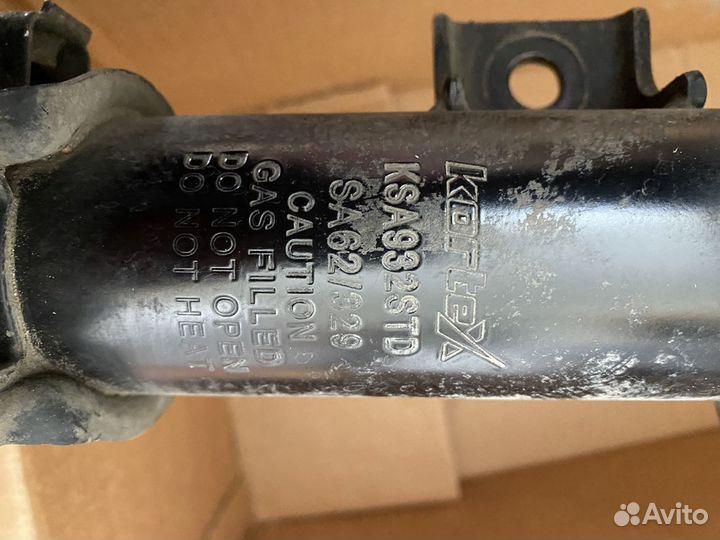 KorteX
KSA932STD
SA62/329
CAUTION
GAS FILLED
DO NOT OPEN
DO NOT HEAT
Avito